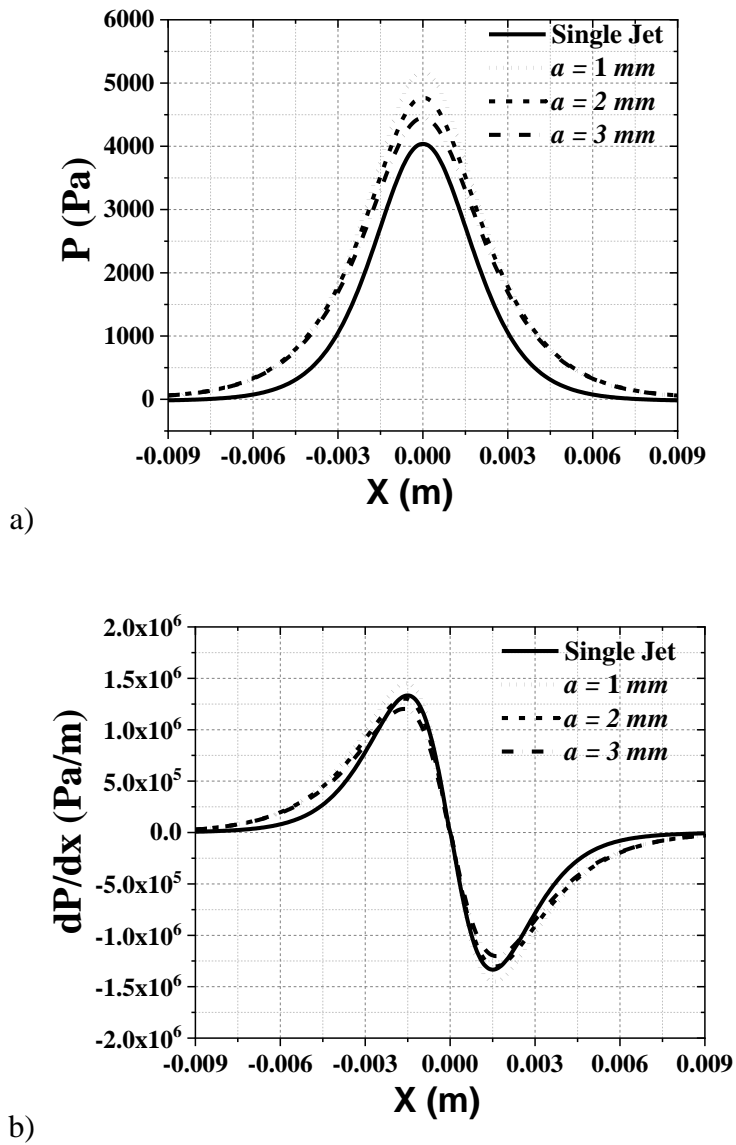 6000
5000
4000
3000
2000
1000
0
P (Pa)
Single Jet
a = 1 mm
a = 2 mm
a = 3 mm
-0.009 -0.006 -0.003 0.000 0.003 0.006 0.009
X (m)
a)
2.0x10⁶
1.5x10⁶
1.0x10⁶
5.0x10⁵
0.0
-5.0x10⁵
-1.0x10⁶
-1.5x10⁶
-2.0x10⁶
dP/dx (Pa/m)
Single Jet
a = 1 mm
a = 2 mm
a = 3 mm
-0.009 -0.006 -0.003 0.000 0.003 0.006 0.009
X (m)
b)